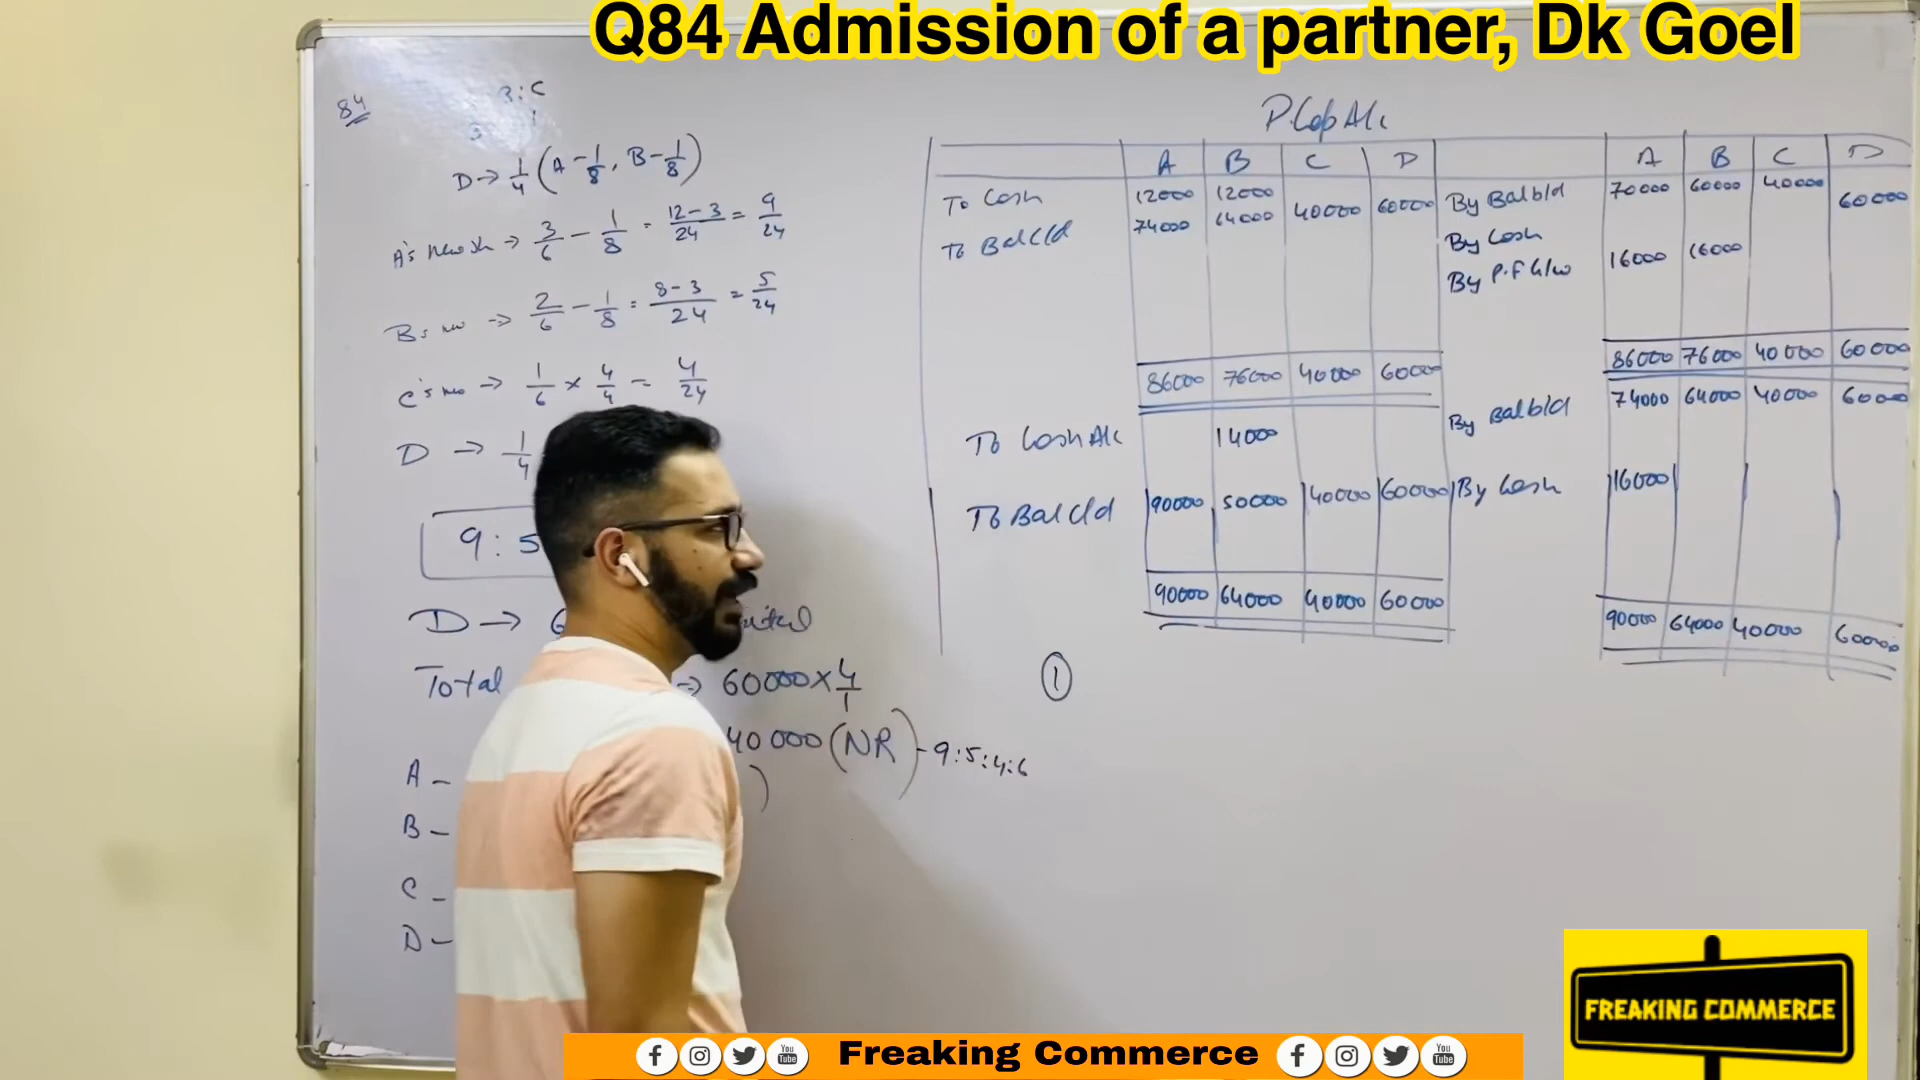 Q84 Admission of a partner, Dk Goel
84
B : C
3 1
D → 1/4 (A - 1/8, B - 1/8)
A's New sh → 3/6 - 1/8 = 12 - 3/24 = 9/24
B's new → 2/6 - 1/8 = 8 - 3/24 = 5/24
C's new → 1/6 × 4/4 = 4/24
D → 1/4
9 : 5
D →
Total → 60000 × 4/1
40000 (NR) - 9:5:4:6
A -
B -
C -
D -
P. Cap A/c
A B C D A B C D
To Cash 12000 12000 By Bal b/d 70000 60000 40000
To Bal c/d 74000 64000 40000 60000 By Cash 60000
By P.F G/w 16000 16000
86000 76000 40000 60000 86000 76000 40000 60000
To Cash A/c 14000 By Bal b/d 74000 64000 40000 60000
To Bal c/d 90000 50000 40000 60000 By Cash 16000
90000 64000 40000 60000 90000 64000 40000 60000
1
FREAKING COMMERCE
Freaking Commerce